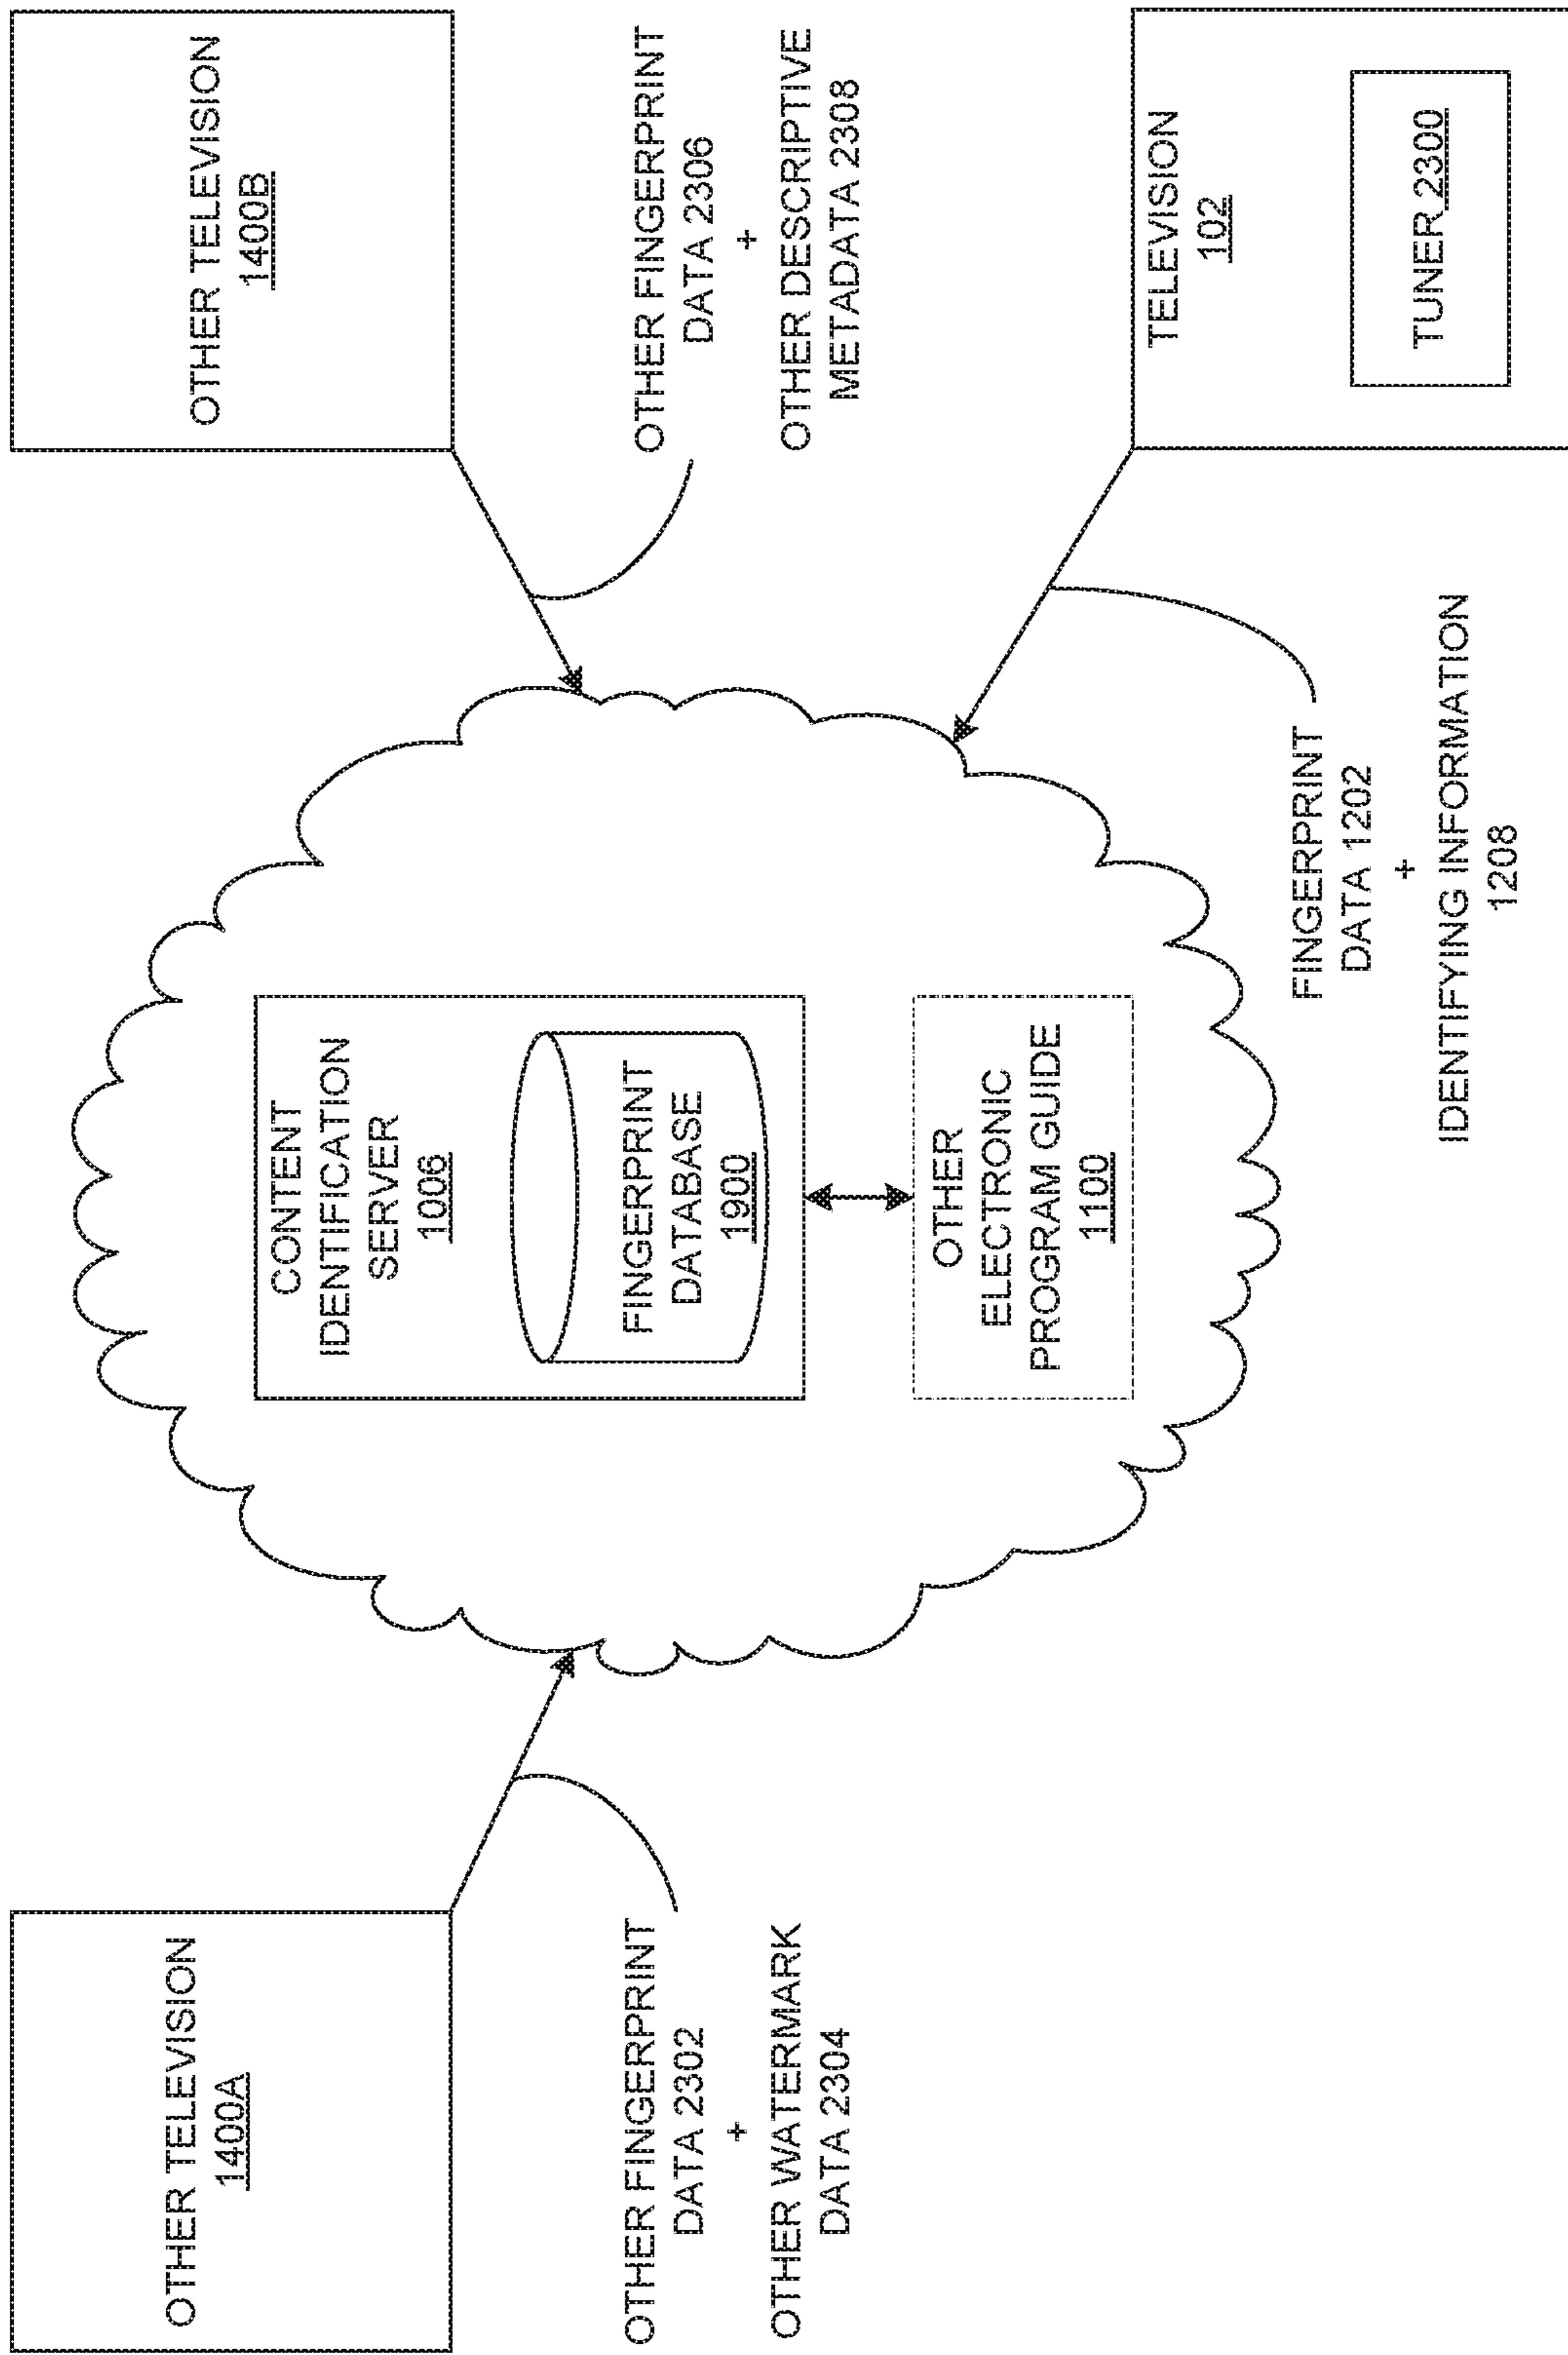 OTHER TELEVISION
1400A
OTHER FINGERPRINT
DATA 2302
+
OTHER WATERMARK
DATA 2304
CONTENT
IDENTIFICATION
SERVER
1006
FINGERPRINT
DATABASE
1900
OTHER
ELECTRONIC
PROGRAM GUIDE
1100
OTHER TELEVISION
1400B
OTHER FINGERPRINT
DATA 2306
+
OTHER DESCRIPTIVE
METADATA 2308
TELEVISION
102
TUNER 2300
FINGERPRINT
DATA 1202
+
IDENTIFYING INFORMATION
1208